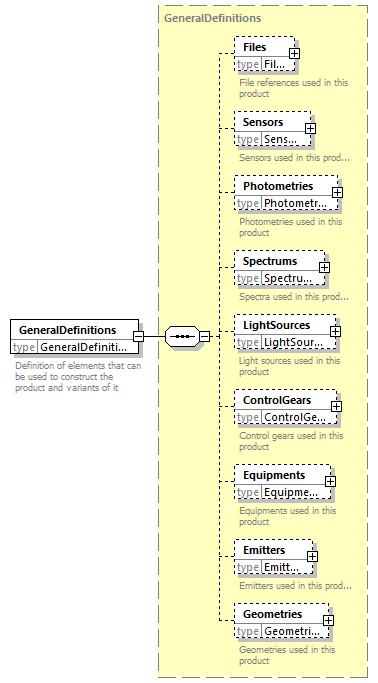 GeneralDefinitions
Files
type Fil...
File references used in this
product
Sensors
type Sens...
Sensors used in this prod...
Photometries
type Photometr...
Photometries used in this
product
Spectrums
type Spectru...
Spectra used in this prod...
GeneralDefinitions
type GeneralDefiniti...
Definition of elements that can
be used to construct the
product and variants of it
LightSources
type LightSour...
Light sources used in this
product
ControlGears
type ControlGe...
Control gears used in this
product
Equipments
type Equipme...
Equipments used in this
product
Emitters
type Emitt...
Emitters used in this prod...
Geometries
type Geometri...
Geometries used in this
product